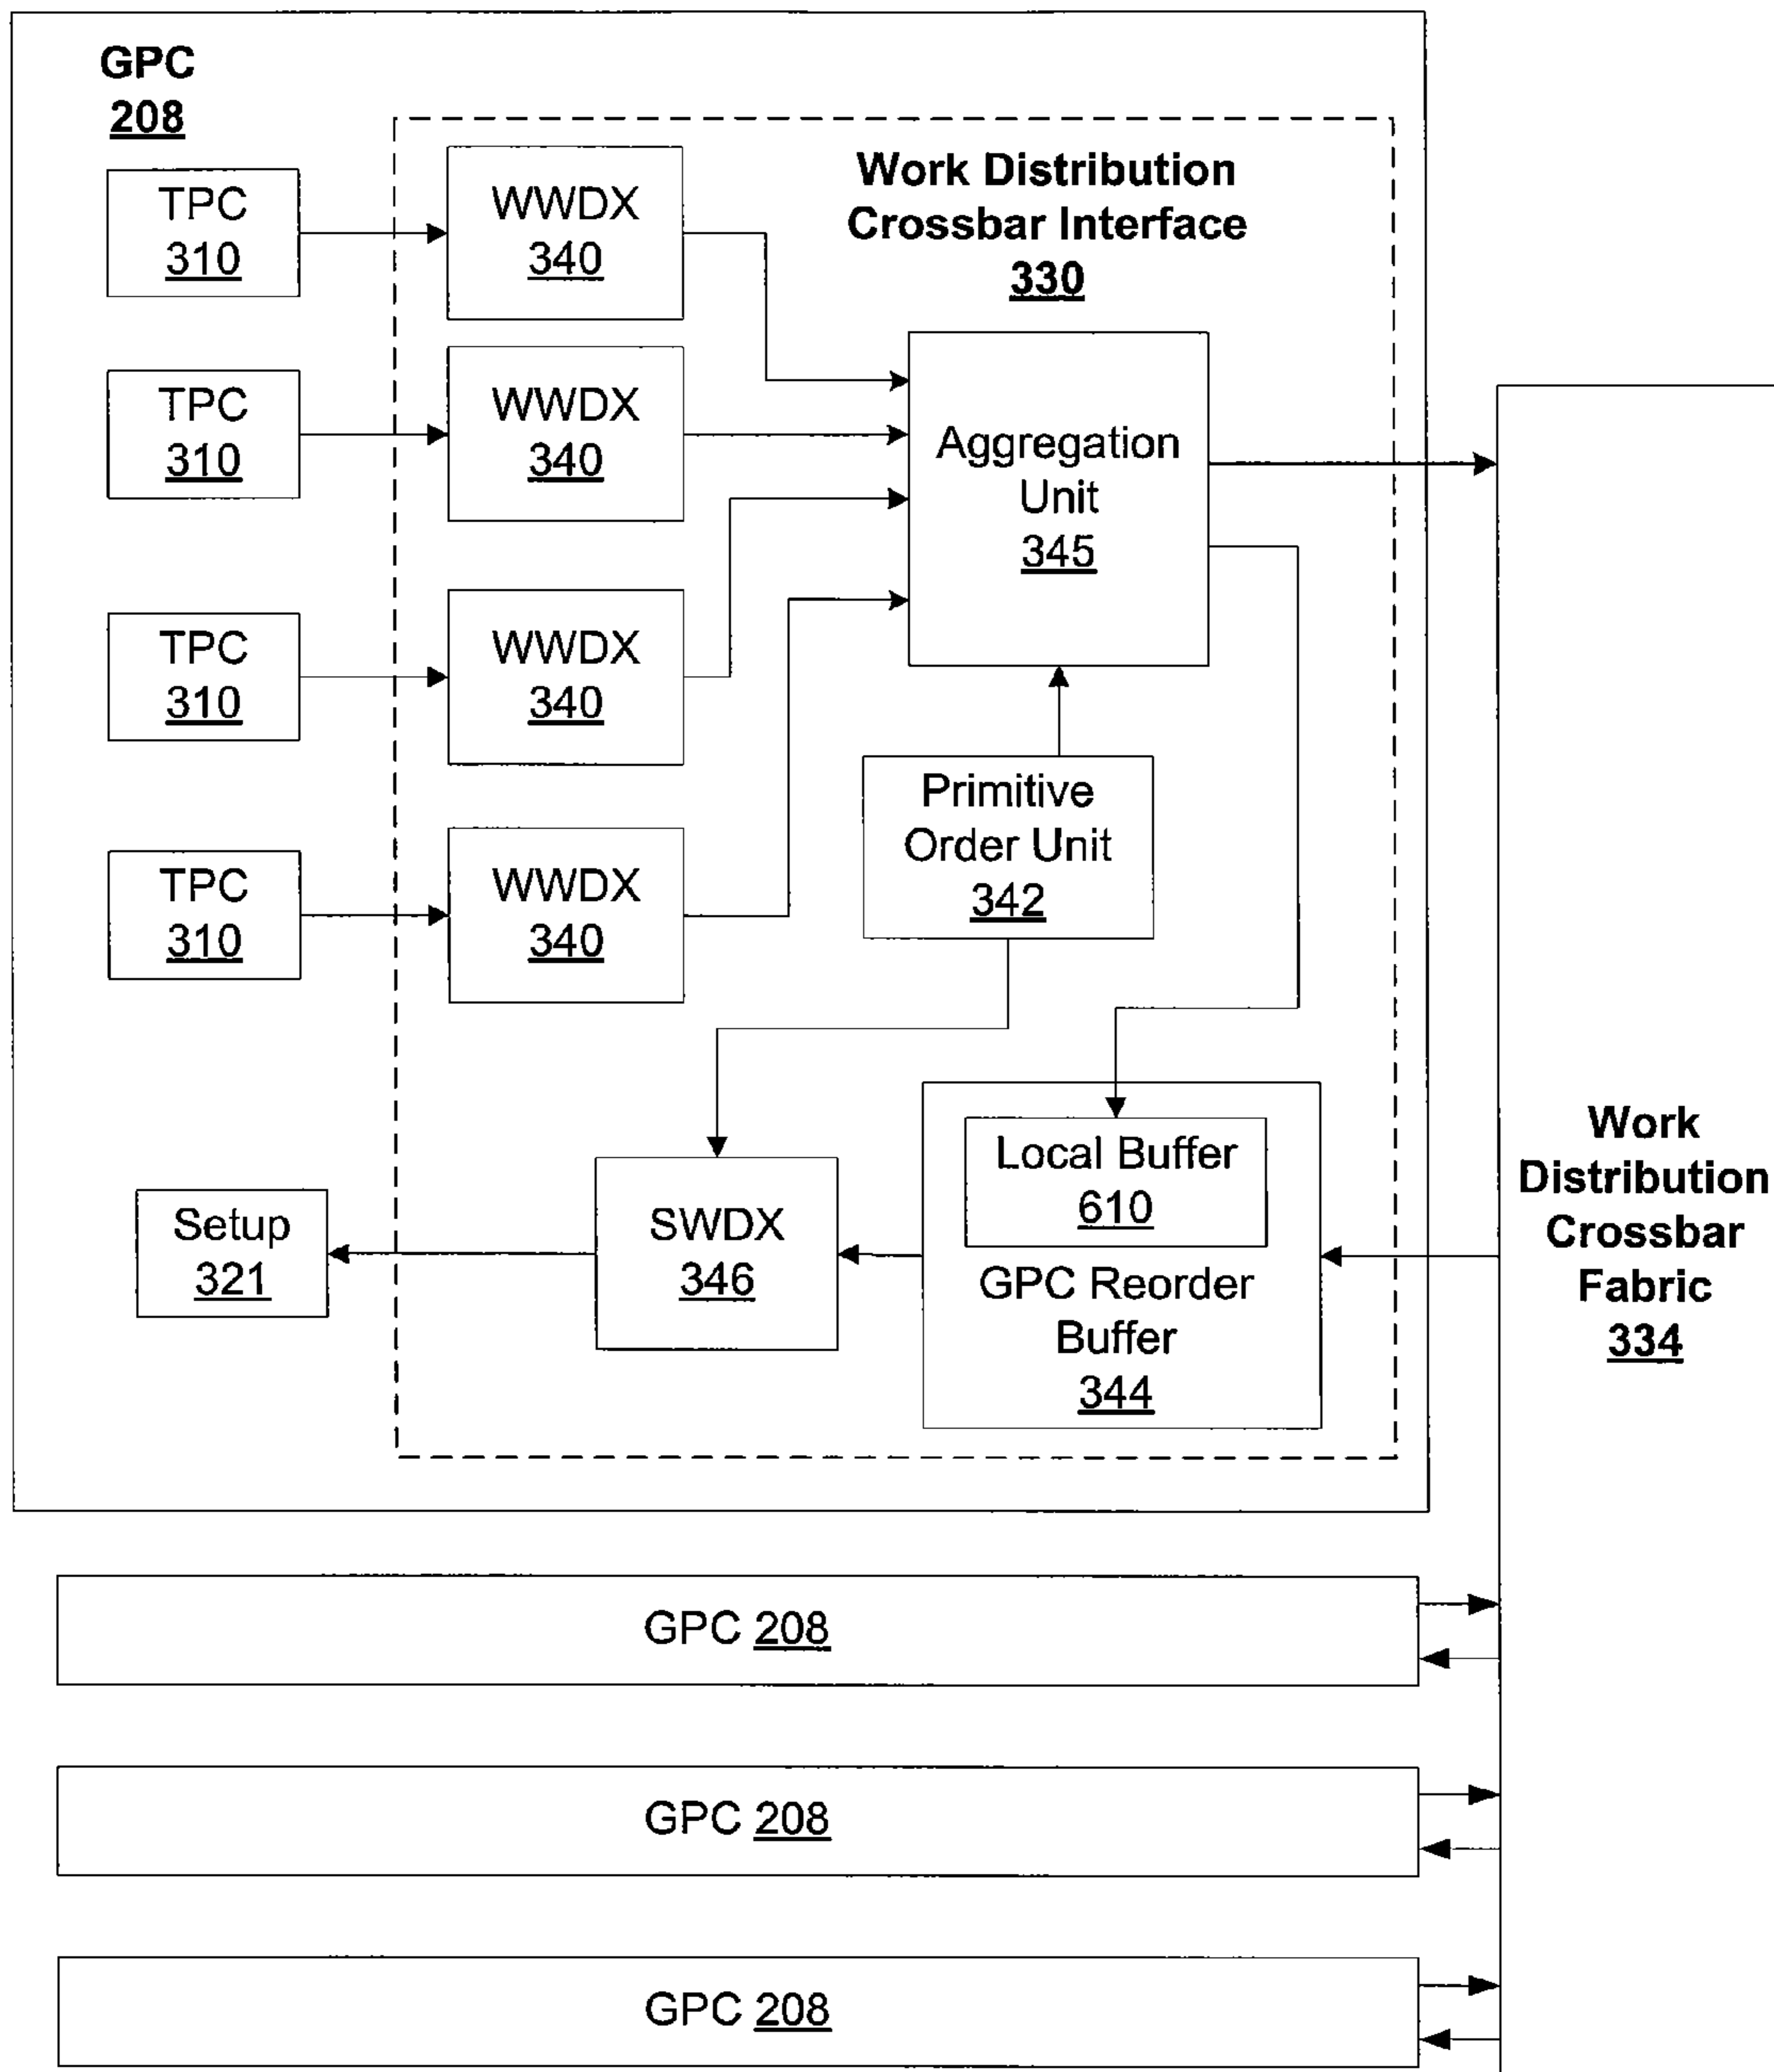 GPC
208
Work Distribution
Crossbar Interface
330
TPC
310
WWDX
340
TPC
310
WWDX
340
Aggregation
Unit
345
TPC
310
WWDX
340
Primitive
Order Unit
342
TPC
310
WWDX
340
Setup
321
SWDX
346
Local Buffer
610
GPC Reorder
Buffer
344
Work
Distribution
Crossbar
Fabric
334
GPC 208
GPC 208
GPC 208